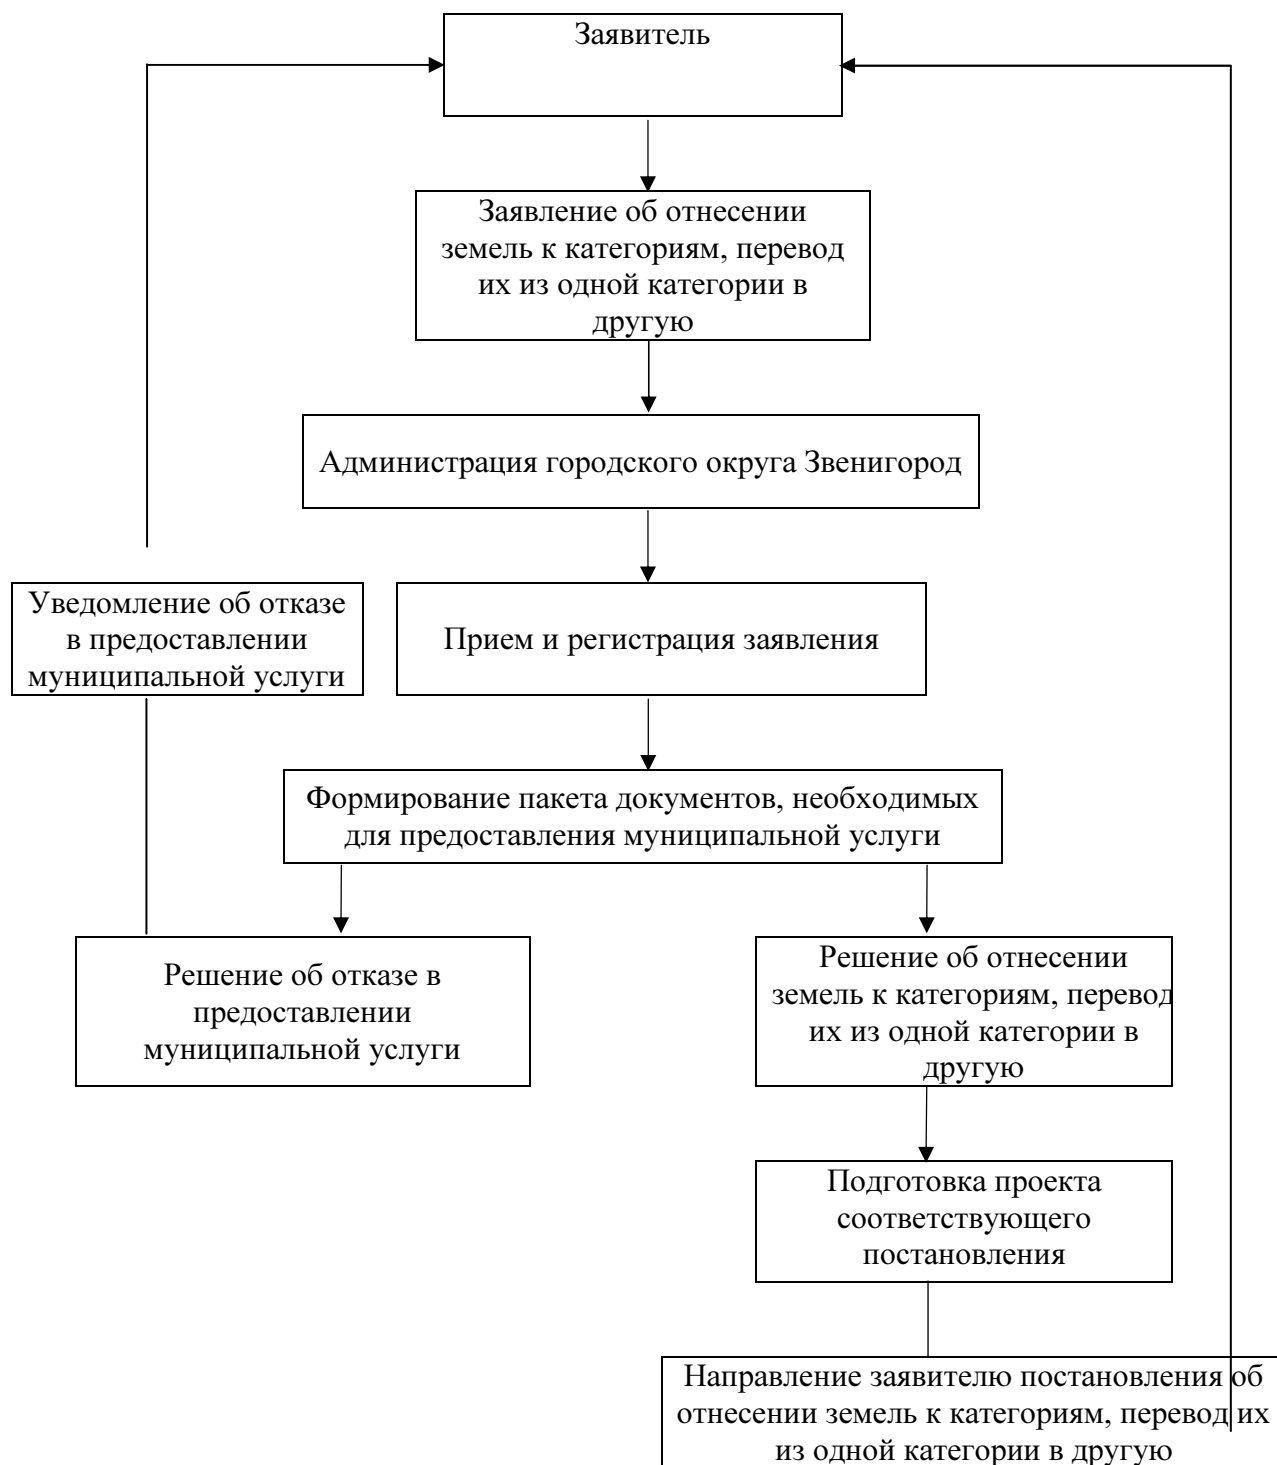 Заявитель
Заявление об отнесении
земель к категориям, перевод
их из одной категории в
другую
Администрация городского округа Звенигород
Уведомление об отказе
в предоставлении
муниципальной услуги
Прием и регистрация заявления
Формирование пакета документов, необходимых
для предоставления муниципальной услуги
Решение об отказе в
предоставлении
муниципальной услуги
Решение об отнесении
земель к категориям, перевод
их из одной категории в
другую
Подготовка проекта
соответствующего
постановления
Направление заявителю постановления об
отнесении земель к категориям, перевод их
из одной категории в другую